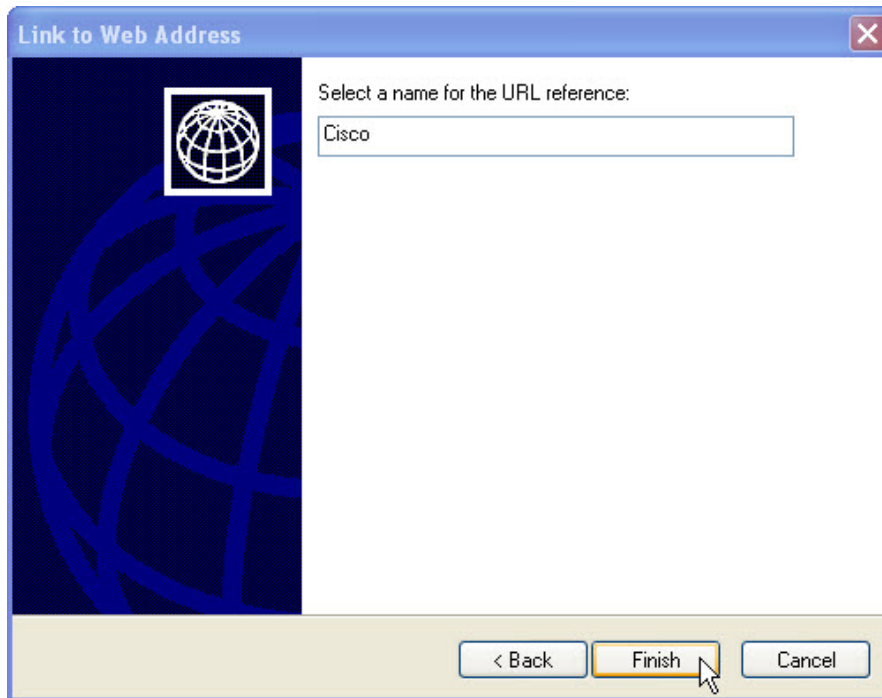 Link to Web Address
Select a name for the URL reference:
Cisco
< Back Finish Cancel